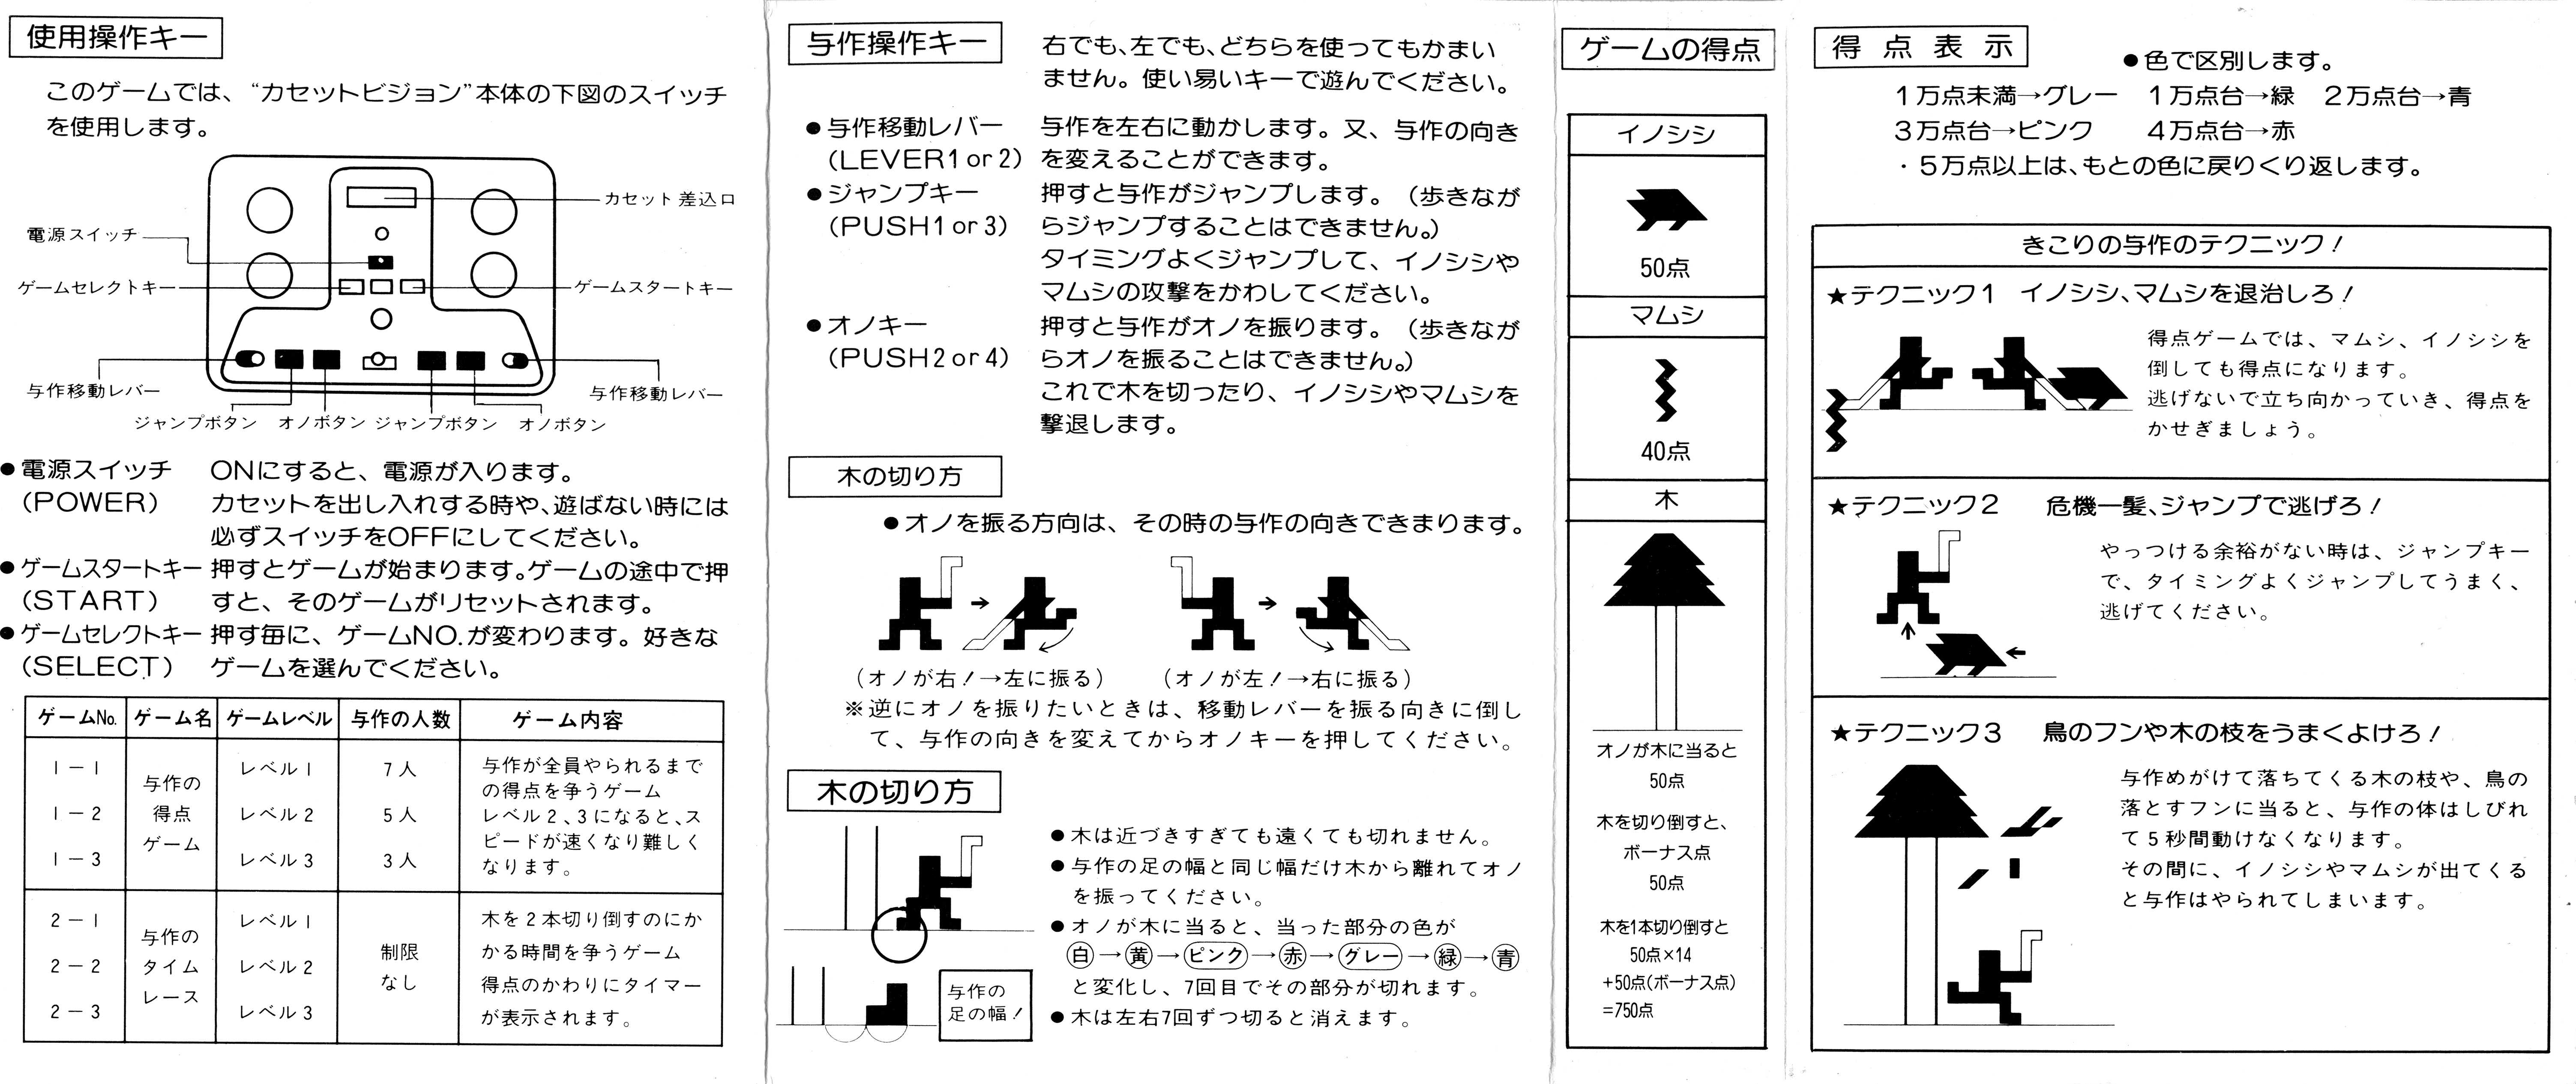 使用操作キー
このゲームでは、“カセットビジョン”本体の下図のスイッチ
を使用します。
カセット差込口
電源スイッチ
ゲームセレクトキー
ゲームスタートキー
与作移動レバー
与作移動レバー
ジャンプボタン オノボタン ジャンプボタン オノボタン
●電源スイッチ ONにすると、電源が入ります。
(POWER) カセットを出し入れする時や、遊ばない時には
必ずスイッチをOFFにしてください。
●ゲームスタートキー 押すとゲームが始まります。ゲームの途中で押
(START) すと、そのゲームがリセットされます。
●ゲームセレクトキー 押す毎に、ゲームNO.が変わります。好きな
(SELECT) ゲームを選んでください。
ゲームNo. ゲーム名 ゲームレベル 与作の人数 ゲーム内容
1－1 レベル1 7人
1－2 レベル2 5人
1－3 レベル3 3人
与作の
得点
ゲーム
与作が全員やられるまで
の得点を争うゲーム
レベル2、3になると、ス
ピードが速くなり難しく
なります。
2－1 レベル1
2－2 レベル2
2－3 レベル3
与作の
タイム
レース
制限
なし
木を2本切り倒すのにか
かる時間を争うゲーム
得点のかわりにタイマー
が表示されます。
与作操作キー
右でも、左でも、どちらを使ってもかまい
ません。使い易いキーで遊んでください。
●与作移動レバー 与作を左右に動かします。又、与作の向き
(LEVER1 or 2) を変えることができます。
●ジャンプキー 押すと与作がジャンプします。（歩きなが
(PUSH1 or 3) らジャンプすることはできません。）
タイミングよくジャンプして、イノシシや
マムシの攻撃をかわしてください。
●オノキー 押すと与作がオノを振ります。（歩きなが
(PUSH2 or 4) らオノを振ることはできません。）
これで木を切ったり、イノシシやマムシを
撃退します。
木の切り方
●オノを振る方向は、その時の与作の向きできまります。
（オノが右！→左に振る） （オノが左！→右に振る）
※逆にオノを振りたいときは、移動レバーを振る向きに倒し
て、与作の向きを変えてからオノキーを押してください。
木の切り方
●木は近づきすぎても遠くても切れません。
●与作の足の幅と同じ幅だけ木から離れてオノ
を振ってください。
●オノが木に当ると、当った部分の色が
白→黄→ピンク→赤→グレー→緑→青
と変化し、7回目でその部分が切れます。
●木は左右7回ずつ切ると消えます。
与作の
足の幅！
ゲームの得点
イノシシ
50点
マムシ
40点
木
オノが木に当ると
50点
木を切り倒すと、
ボーナス点
50点
木を1本切り倒すと
50点×14
+50点(ボーナス点)
=750点
得点表示
●色で区別します。
1万点未満→グレー 1万点台→緑 2万点台→青
3万点台→ピンク 4万点台→赤
・5万点以上は、もとの色に戻りくり返します。
きこりの与作のテクニック！
★テクニック1 イノシシ、マムシを退治しろ！
得点ゲームでは、マムシ、イノシシを
倒しても得点になります。
逃げないで立ち向かっていき、得点を
かせぎましょう。
★テクニック2 危機一髪、ジャンプで逃げろ！
やっつける余裕がない時は、ジャンプキー
で、タイミングよくジャンプしてうまく、
逃げてください。
★テクニック3 鳥のフンや木の枝をうまくよけろ！
与作めがけて落ちてくる木の枝や、鳥の
落とすフンに当ると、与作の体はしびれ
て5秒間動けなくなります。
その間に、イノシシやマムシが出てくる
と与作はやられてしまいます。